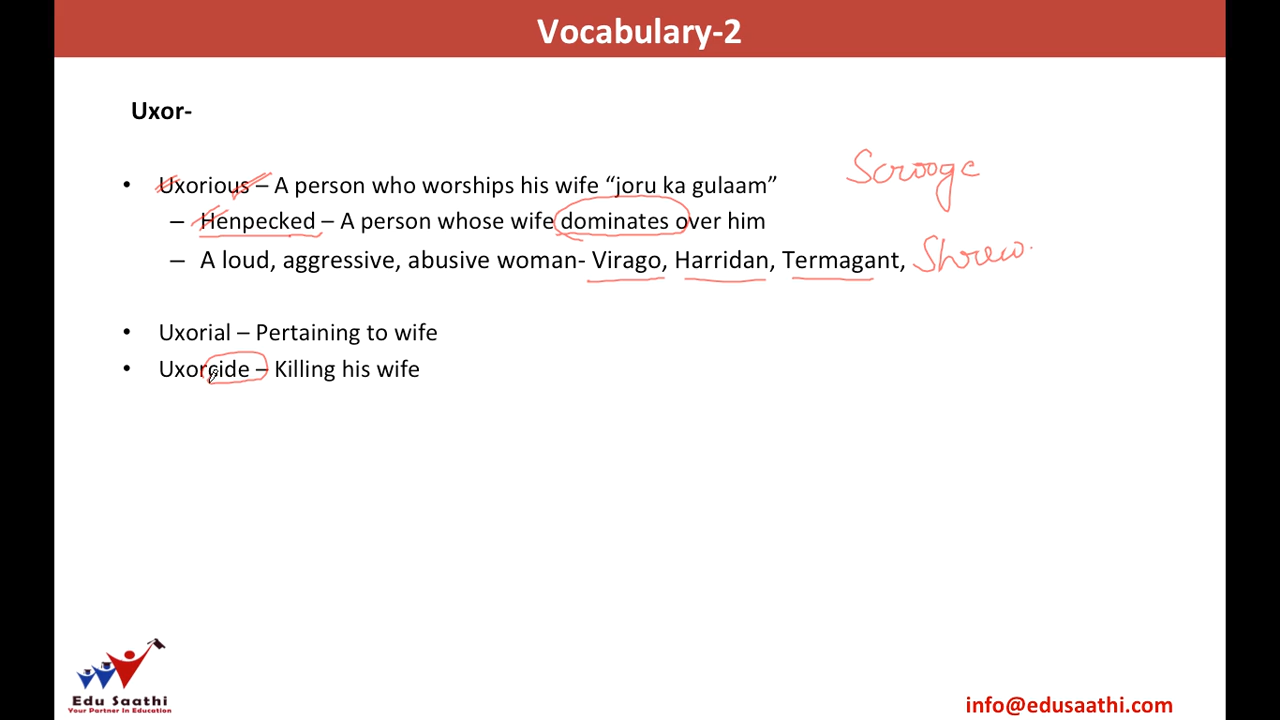 Vocabulary-2
Uxor-
• Uxorious – A person who worships his wife “joru ka gulaam”
Scrooge
– Henpecked – A person whose wife dominates over him
– A loud, aggressive, abusive woman- Virago, Harridan, Termagant, Shrew.
• Uxorial – Pertaining to wife
• Uxorcide – Killing his wife
Edu Saathi
Your Partner In Education
info@edusaathi.com